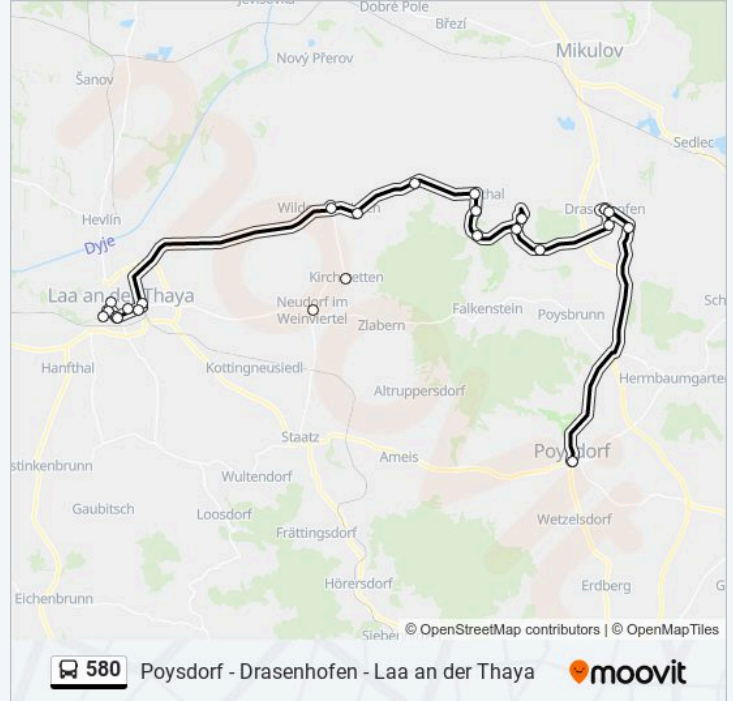 Jevišovka
Dobré Pole
Březí
Nový Přerov
Mikulov
Šanov
Sedlec
Hevlín
Dyje
Laa an der Thaya
Kirchstetten
Neudorf im
Weinviertel
Zlabern
Falkenstein
Poysbrunn
Hanfthal
Kottingneusiedl
Altruppersdorf
Herrnbaumgarten
Staatz
Ameis
Poysdorf
stinkenbrunn
Wultendorf
Gaubitsch
Loosdorf
Frättingsdorf
Wetzelsdorf
Hörersdorf
Erdberg
Eichenbrunn
© OpenStreetMap contributors | © OpenMapTiles
580
Poysdorf - Drasenhofen - Laa an der Thaya
moovit